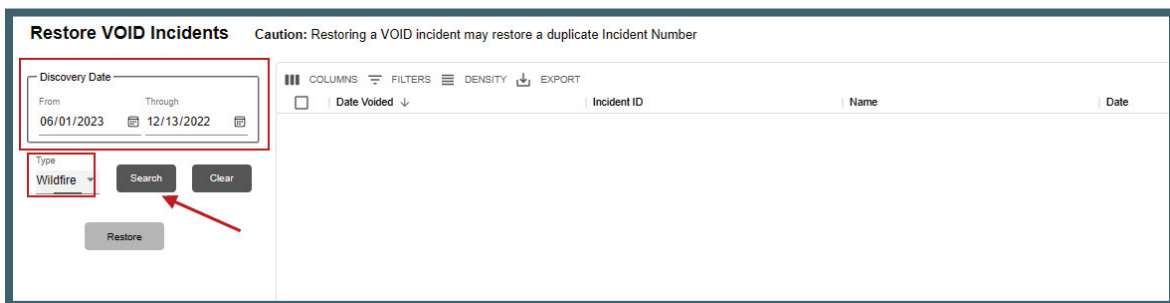 Restore VOID Incidents Caution: Restoring a VOID incident may restore a duplicate Incident Number
Discovery Date
From Through
06/01/2023 12/13/2022
Type
Wildfire Search Clear
Restore
COLUMNS FILTERS DENSITY EXPORT
Date Voided Incident ID Name Date